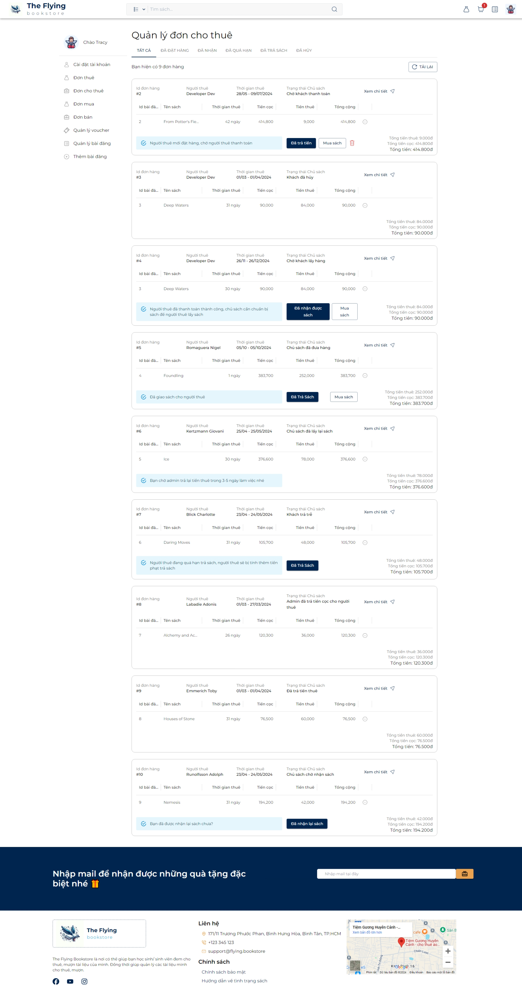 The Flying
bookstore
Tìm sách...
1
Chào Tracy
Cài đặt tài khoản
Đơn thuê
Đơn cho thuê
Đơn mua
Đơn bán
Quản lý voucher
Quản lý bài đăng
Thêm bài đăng
Quản lý đơn cho thuê
TẤT CẢ ĐÃ ĐẶT HÀNG ĐÃ NHẬN ĐÃ QUÁ HẠN ĐÃ TRẢ SÁCH ĐÃ HỦY
Bạn hiện có 9 đơn hàng
TẢI LẠI
Id đơn hàng Người thuê Thời gian thuê Trạng thái Chủ sách
#2 Developer Dev 28/05 - 09/07/2024 Chờ khách thanh toán
Xem chi tiết
Id bài đă... Tên sách Thời gian thuê Tiền cọc Tiền thuê Tổng cộng
2 From Potter's Fie... 42 ngày 414,800 9,000 414,800
Người thuê mới đặt hàng, chờ người thuê thanh toán
Đã trả tiền Mua sách
Tổng tiền thuê: 9.000đ
Tổng tiền cọc: 414.800đ
Tổng tiền: 414.800đ
Id đơn hàng Người thuê Thời gian thuê Trạng thái Chủ sách
#3 Developer Dev 01/03 - 01/04/2024 Khách đã hủy
Xem chi tiết
Id bài đă... Tên sách Thời gian thuê Tiền cọc Tiền thuê Tổng cộng
3 Deep Waters 31 ngày 90,000 84,000 90,000
Tổng tiền thuê: 84.000đ
Tổng tiền cọc: 90.000đ
Tổng tiền: 90.000đ
Id đơn hàng Người thuê Thời gian thuê Trạng thái Chủ sách
#4 Developer Dev 26/11 - 26/12/2024 Chờ khách lấy hàng
Xem chi tiết
Id bài đă... Tên sách Thời gian thuê Tiền cọc Tiền thuê Tổng cộng
3 Deep Waters 30 ngày 90,000 84,000 90,000
Người thuê đã thanh toán thành công, chủ sách cần chuẩn bị
sách để người thuê lấy sách
Đã nhận được
sách
Mua
sách
Tổng tiền thuê: 84.000đ
Tổng tiền cọc: 90.000đ
Tổng tiền: 90.000đ
Id đơn hàng Người thuê Thời gian thuê Trạng thái Chủ sách
#5 Romaguera Nigel 05/10 - 05/10/2024 Chủ sách đã đưa hàng
Xem chi tiết
Id bài đă... Tên sách Thời gian thuê Tiền cọc Tiền thuê Tổng cộng
4 Foundling 1 ngày 383,700 252,000 383,700
Đã giao sách cho người thuê
Đã Trả Sách Mua sách
Tổng tiền thuê: 252.000đ
Tổng tiền cọc: 383.700đ
Tổng tiền: 383.700đ
Id đơn hàng Người thuê Thời gian thuê Trạng thái Chủ sách
#6 Kertzmann Giovani 25/04 - 25/05/2024 Chủ sách đã lấy lại sách
Xem chi tiết
Id bài đă... Tên sách Thời gian thuê Tiền cọc Tiền thuê Tổng cộng
5 Ice 30 ngày 376,600 78,000 376,600
Bạn chờ admin trả lại tiền thuê trong 3-5 ngày làm việc nhé
Tổng tiền thuê: 78.000đ
Tổng tiền cọc: 376.600đ
Tổng tiền: 376.600đ
Id đơn hàng Người thuê Thời gian thuê Trạng thái Chủ sách
#7 Blick Charlotte 23/04 - 24/05/2024 Khách trả trễ
Xem chi tiết
Id bài đă... Tên sách Thời gian thuê Tiền cọc Tiền thuê Tổng cộng
6 Daring Moves 31 ngày 105,700 48,000 105,700
Người thuê đang quá hạn trả sách, người thuê sẽ bị tính thêm tiền
phạt trả sách
Đã Trả Sách
Tổng tiền thuê: 48.000đ
Tổng tiền cọc: 105.700đ
Tổng tiền: 105.700đ
Id đơn hàng Người thuê Thời gian thuê Trạng thái Chủ sách
#8 Labadie Adonis 01/03 - 27/03/2024 Admin đã trả tiền cọc cho người
thuê
Xem chi tiết
Id bài đă... Tên sách Thời gian thuê Tiền cọc Tiền thuê Tổng cộng
7 Alchemy and Ac... 26 ngày 120,300 36,000 120,300
Tổng tiền thuê: 36.000đ
Tổng tiền cọc: 120.300đ
Tổng tiền: 120.300đ
Id đơn hàng Người thuê Thời gian thuê Trạng thái Chủ sách
#9 Emmerich Toby 01/03 - 01/04/2024 Đã trả tiền thuê
Xem chi tiết
Id bài đă... Tên sách Thời gian thuê Tiền cọc Tiền thuê Tổng cộng
8 Houses of Stone 31 ngày 76,500 60,000 76,500
Tổng tiền thuê: 60.000đ
Tổng tiền cọc: 76.500đ
Tổng tiền: 76.500đ
Id đơn hàng Người thuê Thời gian thuê Trạng thái Chủ sách
#10 Runolfsson Adolph 23/04 - 24/05/2024 Chủ sách chờ nhận sách
Xem chi tiết
Id bài đă... Tên sách Thời gian thuê Tiền cọc Tiền thuê Tổng cộng
9 Nemesis 31 ngày 194,200 42,000 194,200
Bạn đã được nhận lại sách chưa?
Đã nhận lại sách
Tổng tiền thuê: 42.000đ
Tổng tiền cọc: 194.200đ
Tổng tiền: 194.200đ
Nhập mail để nhận được những quà tặng đặc
biệt nhé
Nhập mail tại đây
The Flying
bookstore
The Flying Bookstore là nơi có thể giúp bạn học sinh/ sinh viên đem cho
thuê, mượn tài liệu của mình. Đồng thời giúp quản lý các tài liệu mình
cho thuê, mượn.
Liên hệ
171/11 Trương Phước Phan, Bình Hưng Hòa, Bình Tân, TP.HCM
+123 345 123
support@flying.bookstore
Chính sách
Chính sách bảo mật
Hướng dẫn về tình trạng sách
Tiệm Gương Huyền Cảnh -...
Xem bản đồ lớn hơn
cafe
Sân B
Tiệm Gương Huyền
Cảnh - cho thuê áo...
Chiến Lược
KHU PHO 16
Google
Phím tắt Dữ liệu bản đồ ©2024 Điều khoản Báo cáo một lỗi bản đồ